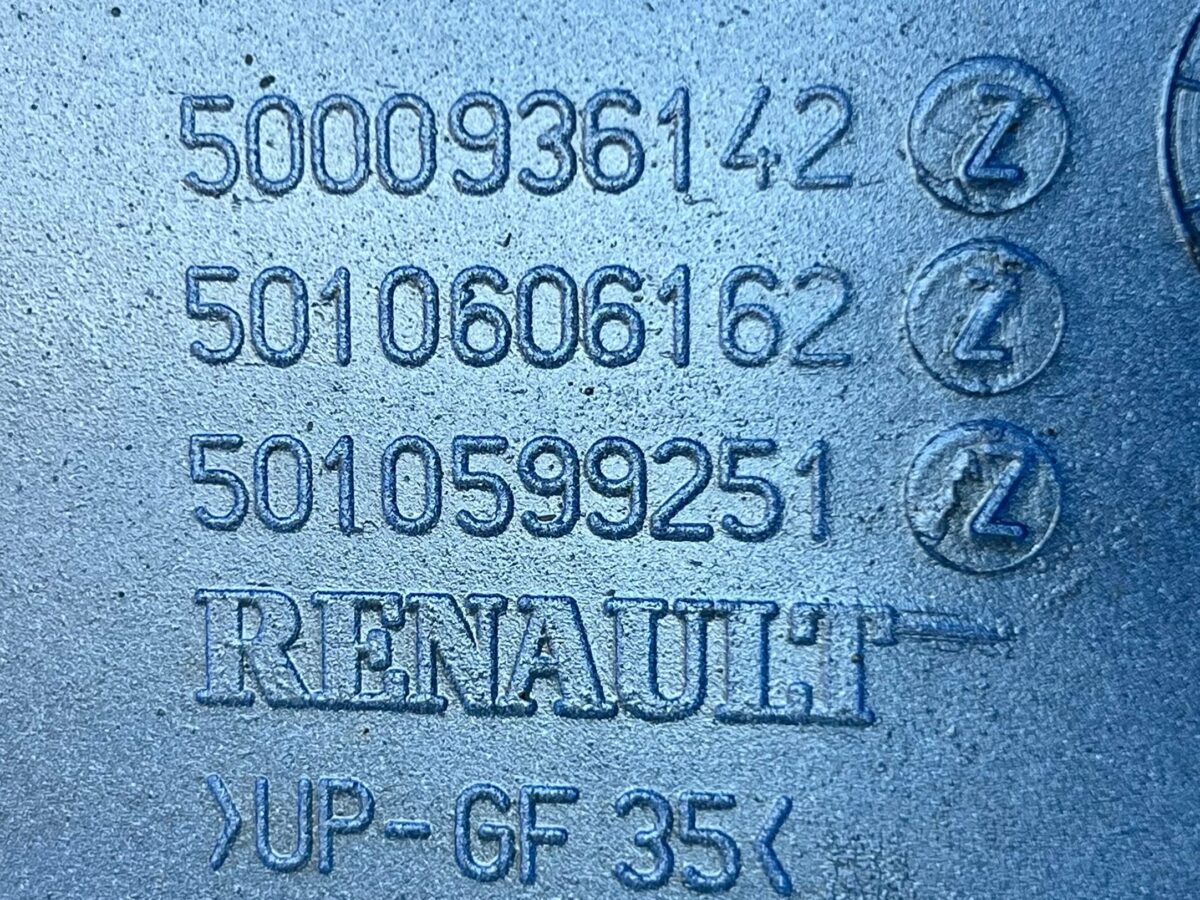 5000936142 Z
5010606162 Z
5010599251 Z
RENAULT
>UP-GF 35<